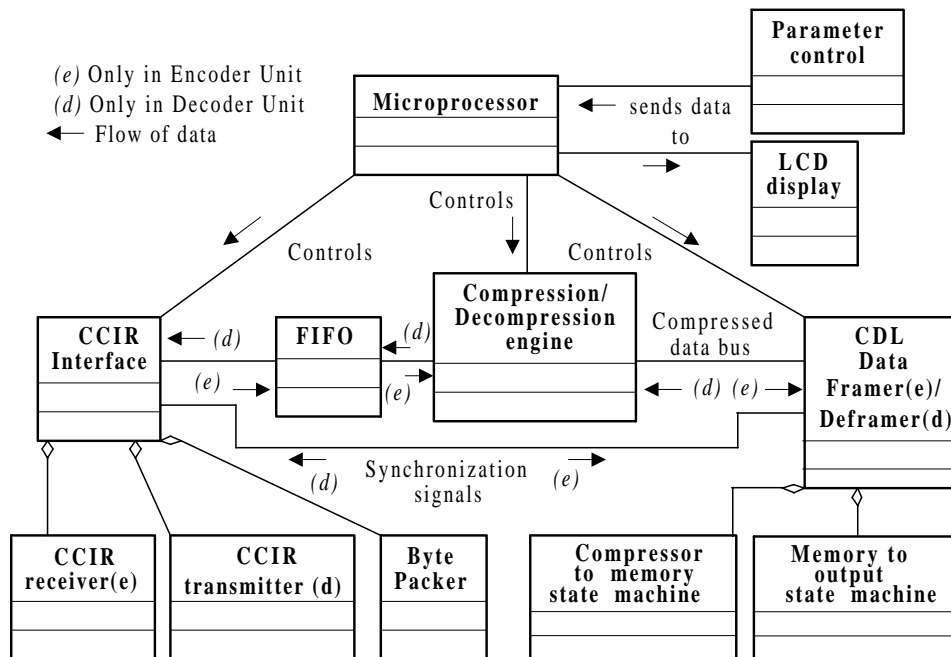 (e) Only in Encoder Unit
(d) Only in Decoder Unit
Flow of data
Microprocessor
Parameter
control
sends data
to
LCD
display
Controls
Controls
Controls
CCIR
Interface
(d)
(e)
FIFO
(d)
(e)
Compression/
Decompression
engine
Compressed
data bus
(d) (e)
CDL
Data
Framer(e)/
Deframer(d)
(d)
Synchronization
signals
(e)
CCIR
receiver(e)
CCIR
transmitter (d)
Byte
Packer
Compressor
to memory
state machine
Memory to
output
state machine